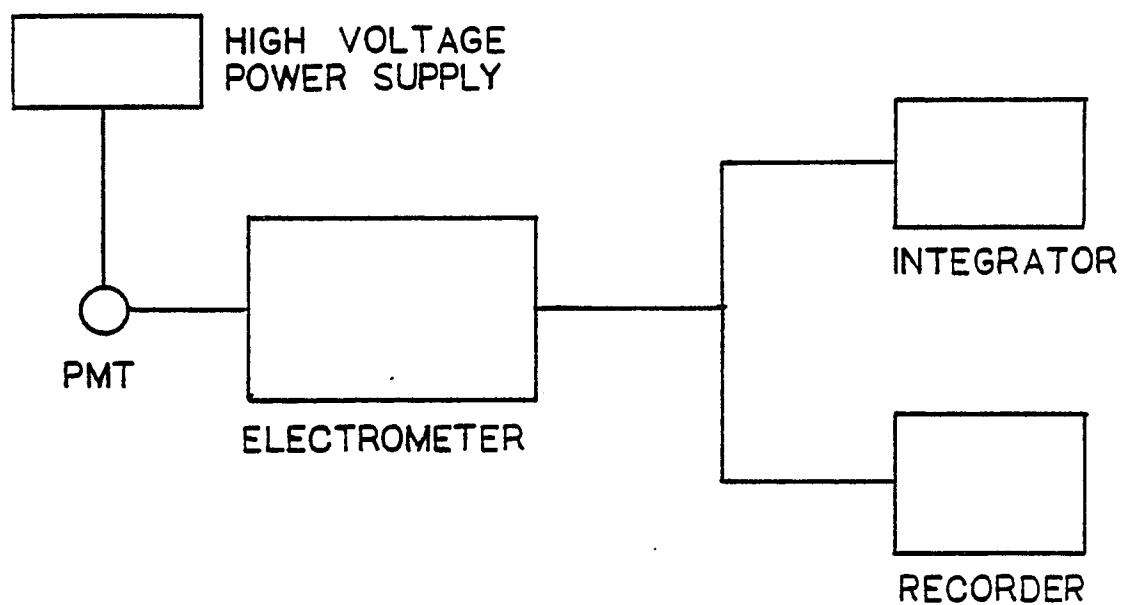 HIGH VOLTAGE
POWER SUPPLY
INTEGRATOR
PMT
ELECTROMETER
RECORDER